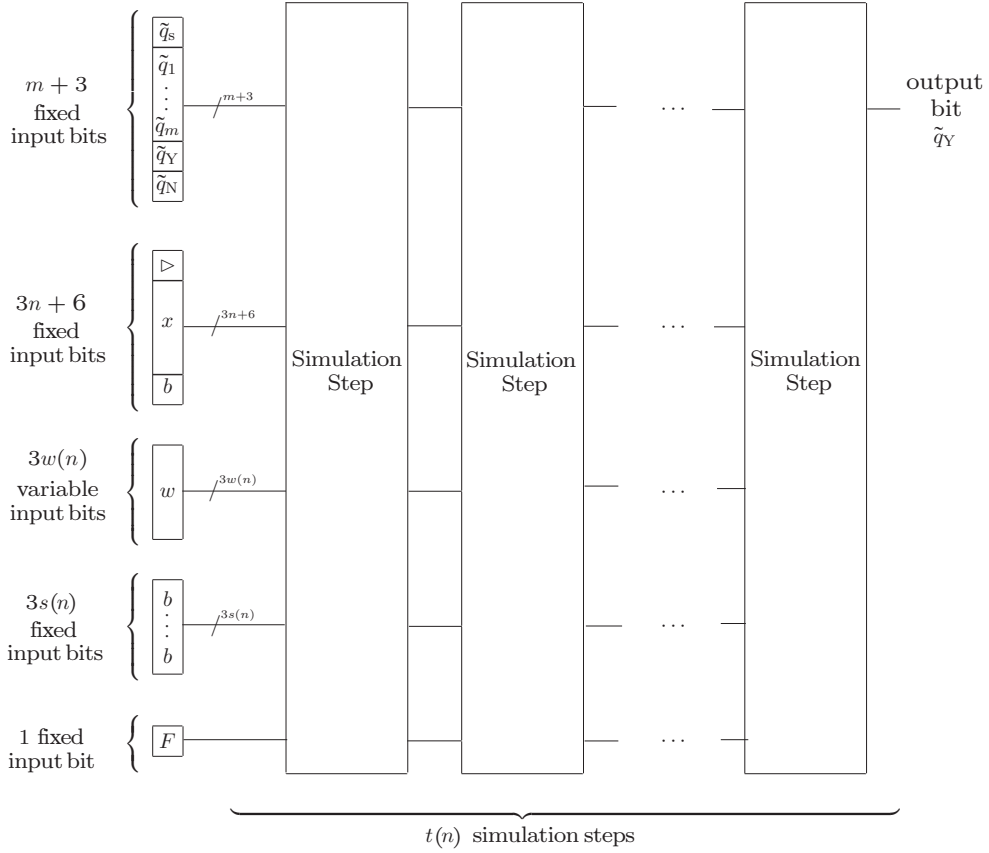 m + 3
fixed
input bits
q̃s
q̃1
⋮
q̃m
q̃Y
q̃N
m+3
...
output
bit
q̃Y
3n + 6
fixed
input bits
▷
x
b
3n+6
...
Simulation
Step
Simulation
Step
Simulation
Step
3w(n)
variable
input bits
w
3w(n)
...
3s(n)
fixed
input bits
b
⋮
b
3s(n)
...
1 fixed
input bit
F
...
t(n) simulation steps